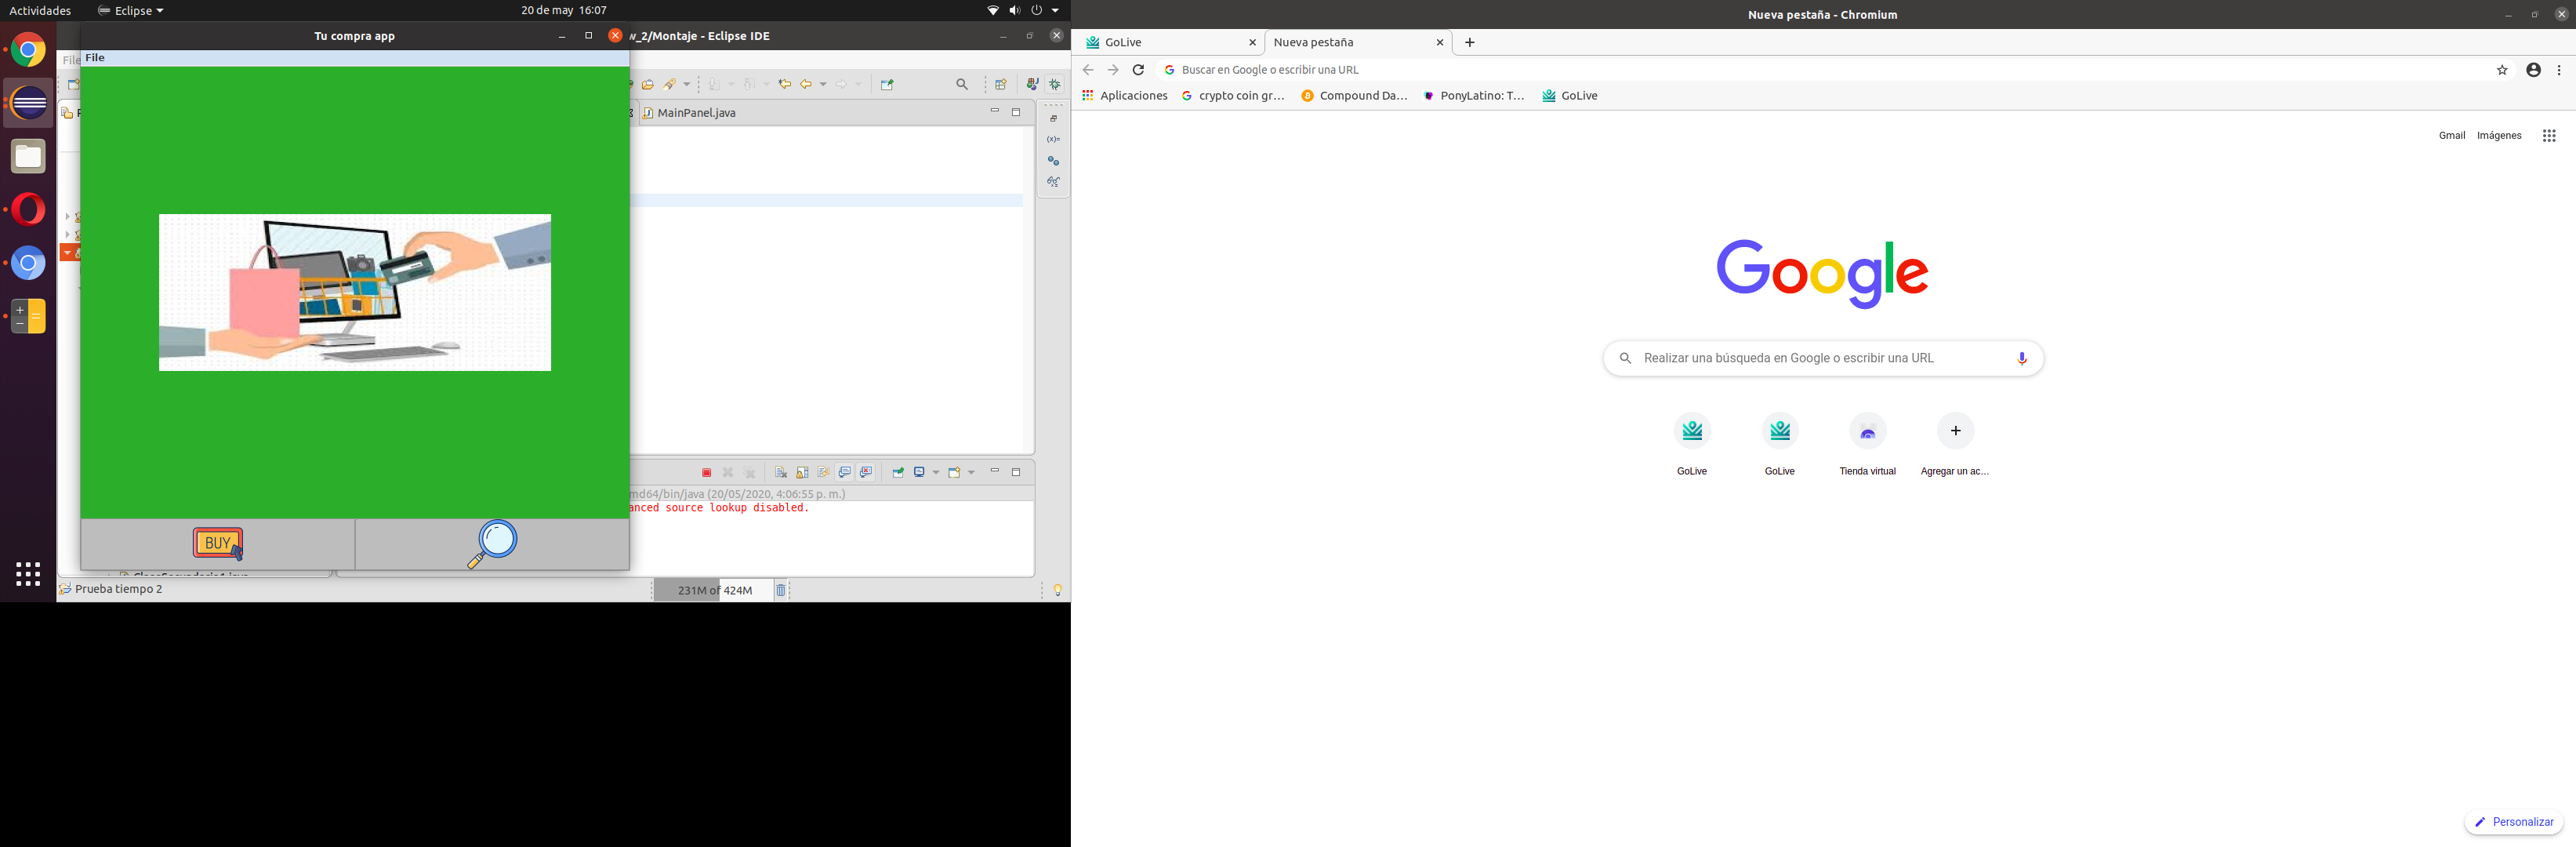 Actividades
Eclipse
20 de may 16:07
Tu compra app
w_2/Montaje - Eclipse IDE
File
File
MainPanel.java
(x)=
BUY
md64/bin/java (20/05/2020, 4:06:55 p. m.)
anced source lookup disabled.
Prueba tiempo 2
231M of 424M
Nueva pestaña - Chromium
GoLive
Nueva pestaña
Buscar en Google o escribir una URL
Aplicaciones
crypto coin gr...
Compound Da...
PonyLatino: T...
GoLive
Gmail
Imágenes
Google
Realizar una búsqueda en Google o escribir una URL
GoLive
GoLive
Tienda virtual
Agregar un ac...
Personalizar